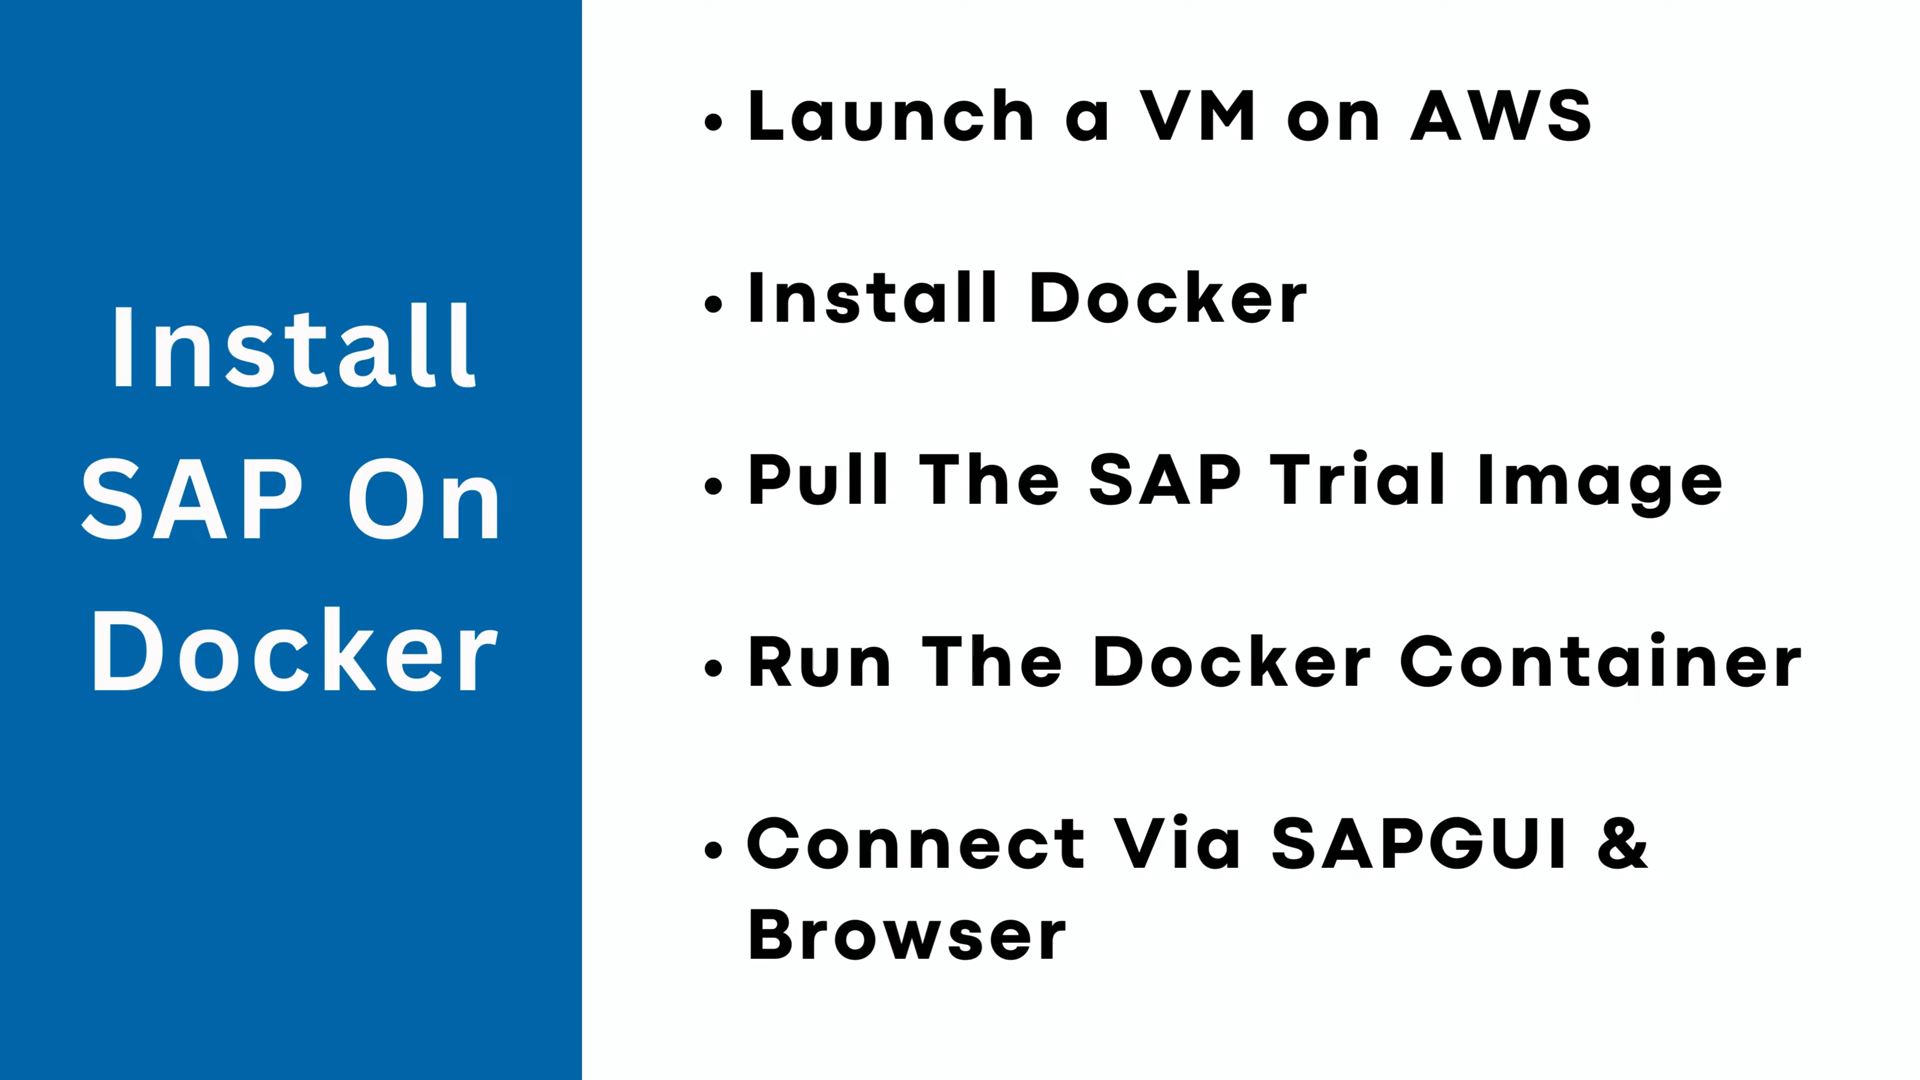 Install
SAP On
Docker
• Launch a VM on AWS
• Install Docker
• Pull The SAP Trial Image
• Run The Docker Container
• Connect Via SAPGUI &
Browser